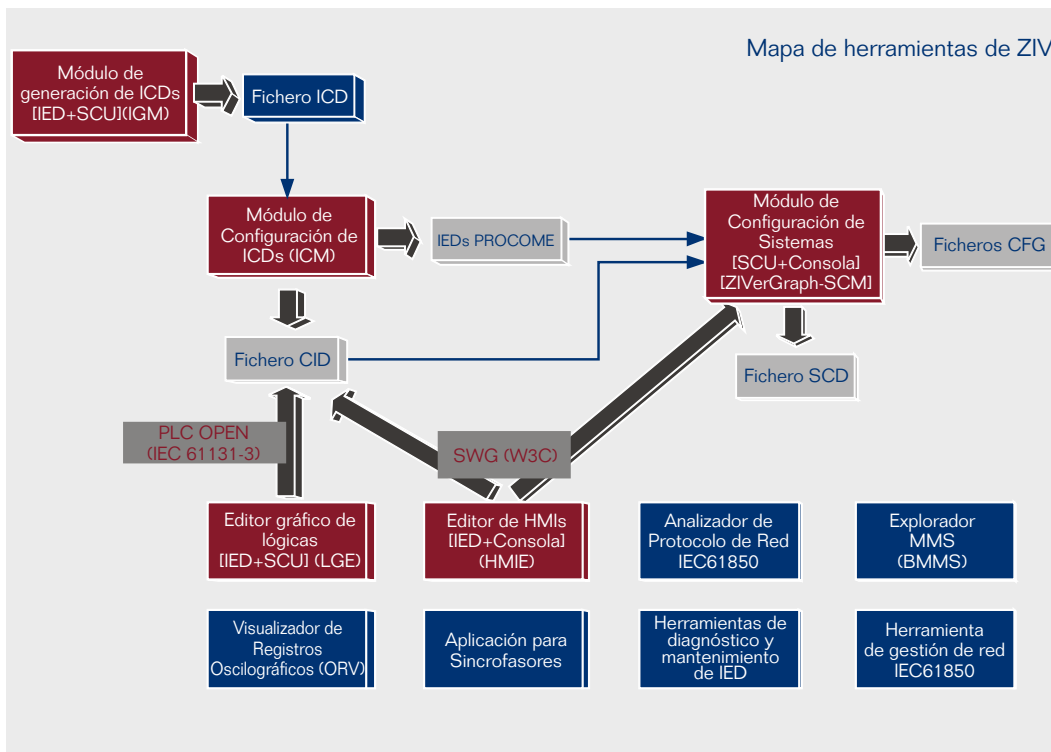 Mapa de herramientas de ZIV
Módulo de
generación de ICDs
[IED+SCU](IGM)
Fichero ICD
Módulo de
Configuración de
ICDs (ICM)
IEDs PROCOME
Módulo de
Configuración de
Sistemas
[SCU+Consola]
[ZIVerGraph-SCM]
Ficheros CFG
Fichero CID
Fichero SCD
PLC OPEN
(IEC 61131-3)
SWG (W3C)
Editor gráfico de
lógicas
[IED+SCU] (LGE)
Editor de HMIs
[IED+Consola]
(HMIE)
Analizador de
Protocolo de Red
IEC61850
Explorador
MMS
(BMMS)
Visualizador de
Registros
Oscilográficos (ORV)
Aplicación para
Sincrofasores
Herramientas de
diagnóstico y
mantenimiento
de IED
Herramienta
de gestión de red
IEC61850